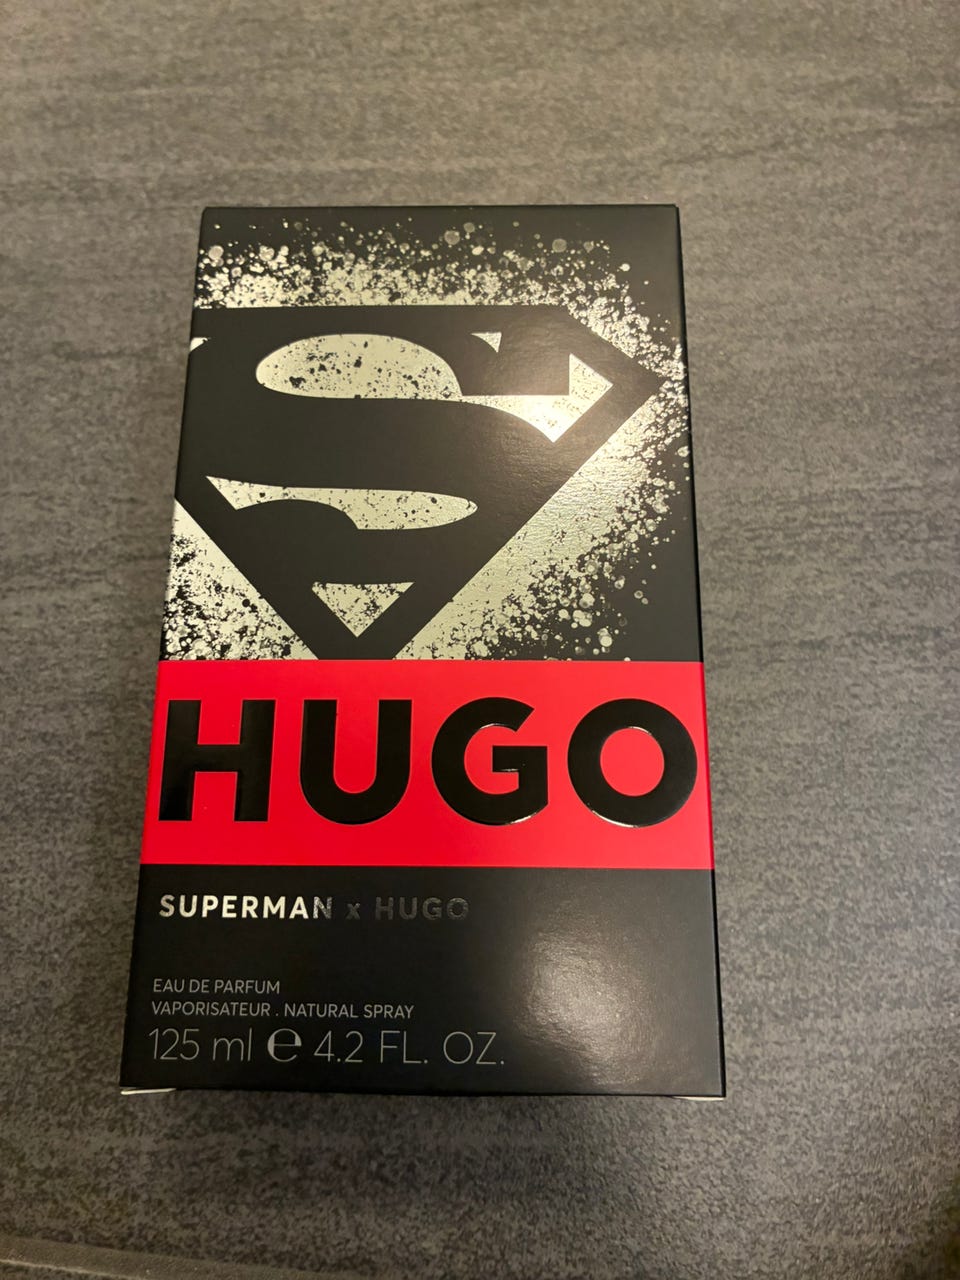 HUGO
SUPERMAN x HUGO
EAU DE PARFUM
VAPORISATEUR . NATURAL SPRAY
125 ml ℮ 4.2 FL. OZ.